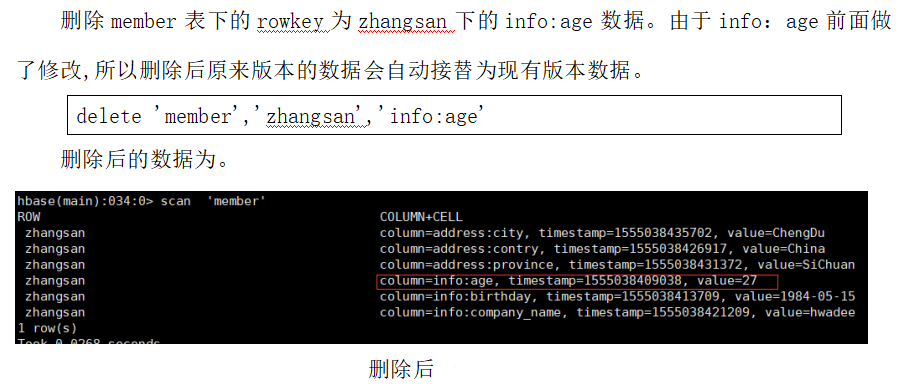 删除 member 表下的 rowkey 为 zhangsan 下的 info:age 数据。由于 info：age 前面做
了修改,所以删除后原来版本的数据会自动接替为现有版本数据。
delete 'member','zhangsan','info:age'
删除后的数据为。
hbase(main):034:0> scan  'member'
ROW COLUMN+CELL
zhangsan column=address:city, timestamp=1555038435702, value=ChengDu
zhangsan column=address:contry, timestamp=1555038426917, value=China
zhangsan column=address:province, timestamp=1555038431372, value=SiChuan
zhangsan column=info:age, timestamp=1555038409038, value=27
zhangsan column=info:birthday, timestamp=1555038413709, value=1984-05-15
zhangsan column=info:company_name, timestamp=1555038421209, value=hwadee
1 row(s)
Took 0.0268 seconds
删除后